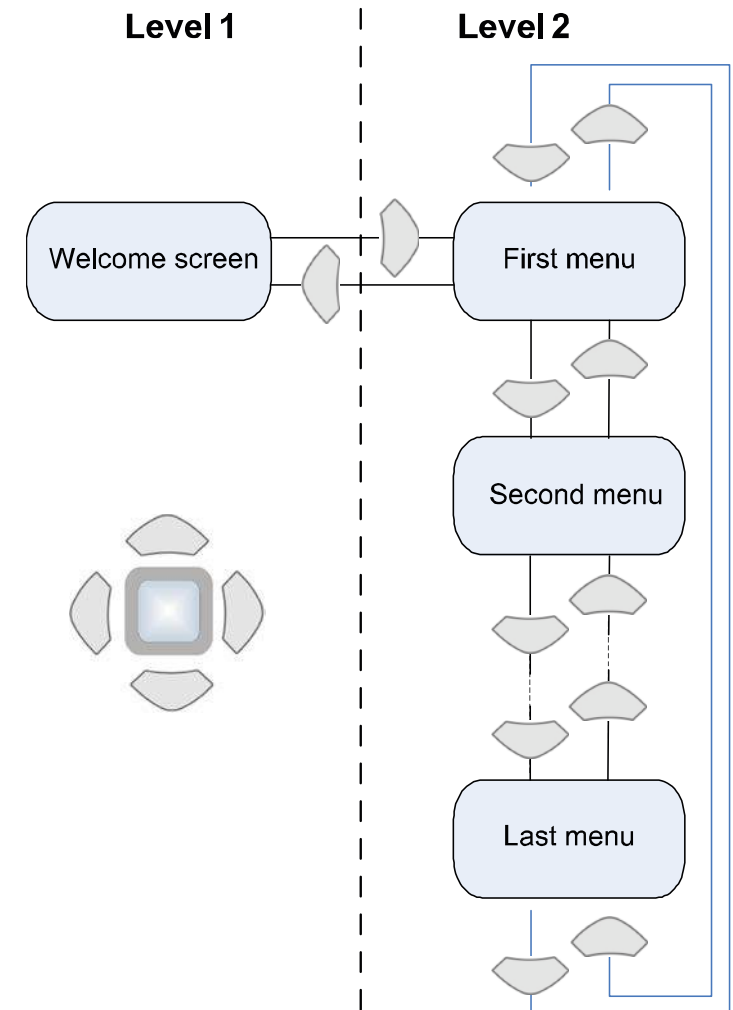 Level 1
Level 2
Welcome screen
First menu
Second menu
Last menu